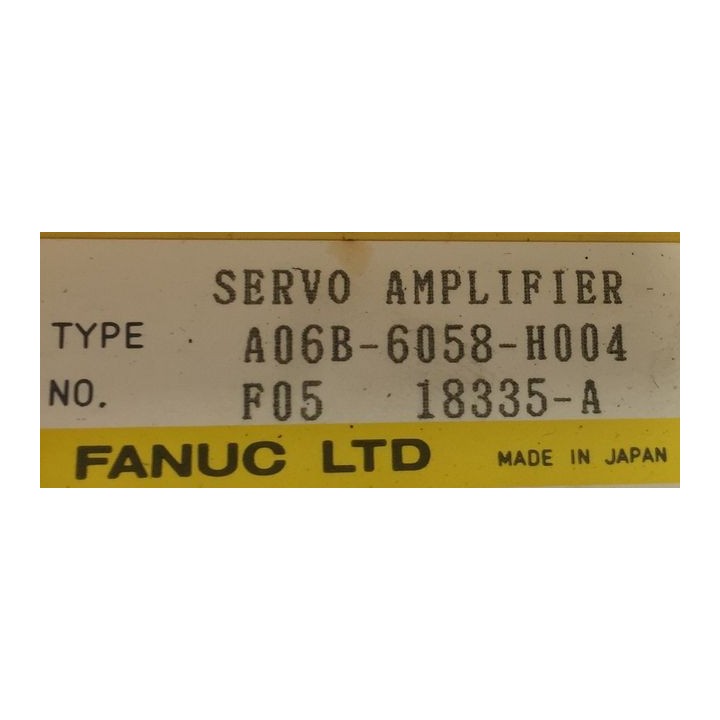 SERVO AMPLIFIER
TYPE A06B-6058-H004
NO. F05 18335-A
FANUC LTD MADE IN JAPAN